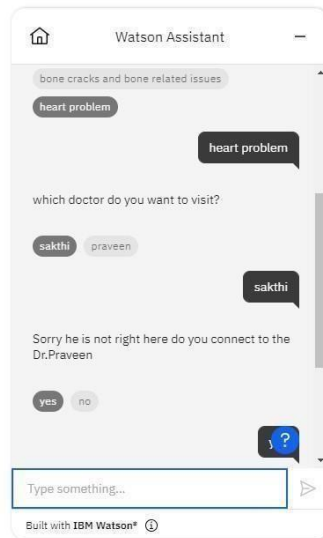 Watson Assistant
bone cracks and bone related issues
heart problem
heart problem
which doctor do you want to visit?
sakthi praveen
sakthi
Sorry he is not right here do you connect to the
Dr.Praveen
yes no
?
Type something...
Built with IBM Watson®